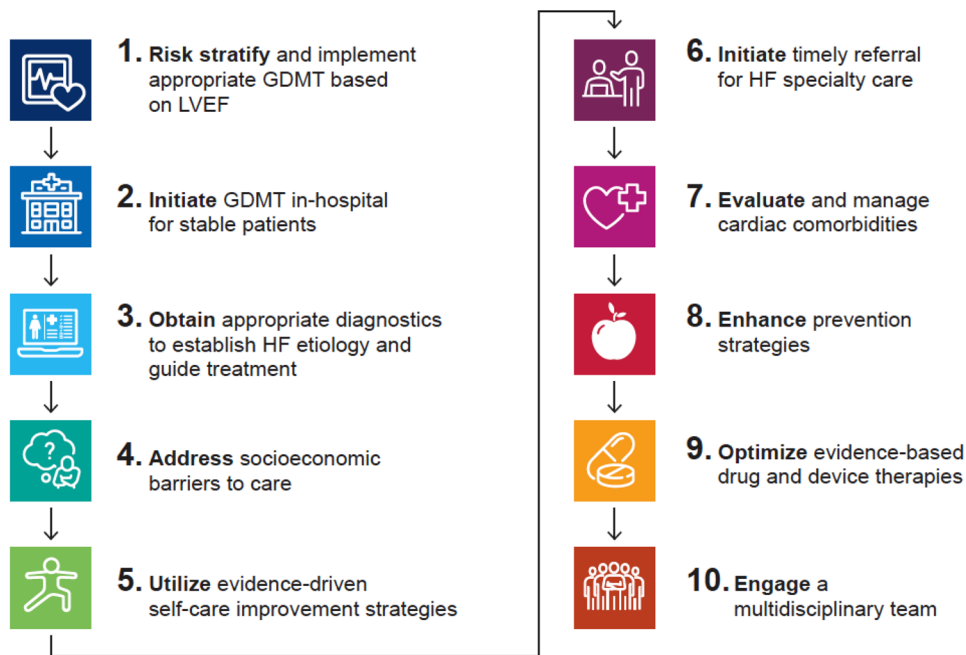 1. Risk stratify and implement
appropriate GDMT based
on LVEF
2. Initiate GDMT in-hospital
for stable patients
3. Obtain appropriate diagnostics
to establish HF etiology and
guide treatment
4. Address socioeconomic
barriers to care
5. Utilize evidence-driven
self-care improvement strategies
6. Initiate timely referral
for HF specialty care
7. Evaluate and manage
cardiac comorbidities
8. Enhance prevention
strategies
9. Optimize evidence-based
drug and device therapies
10. Engage a
multidisciplinary team